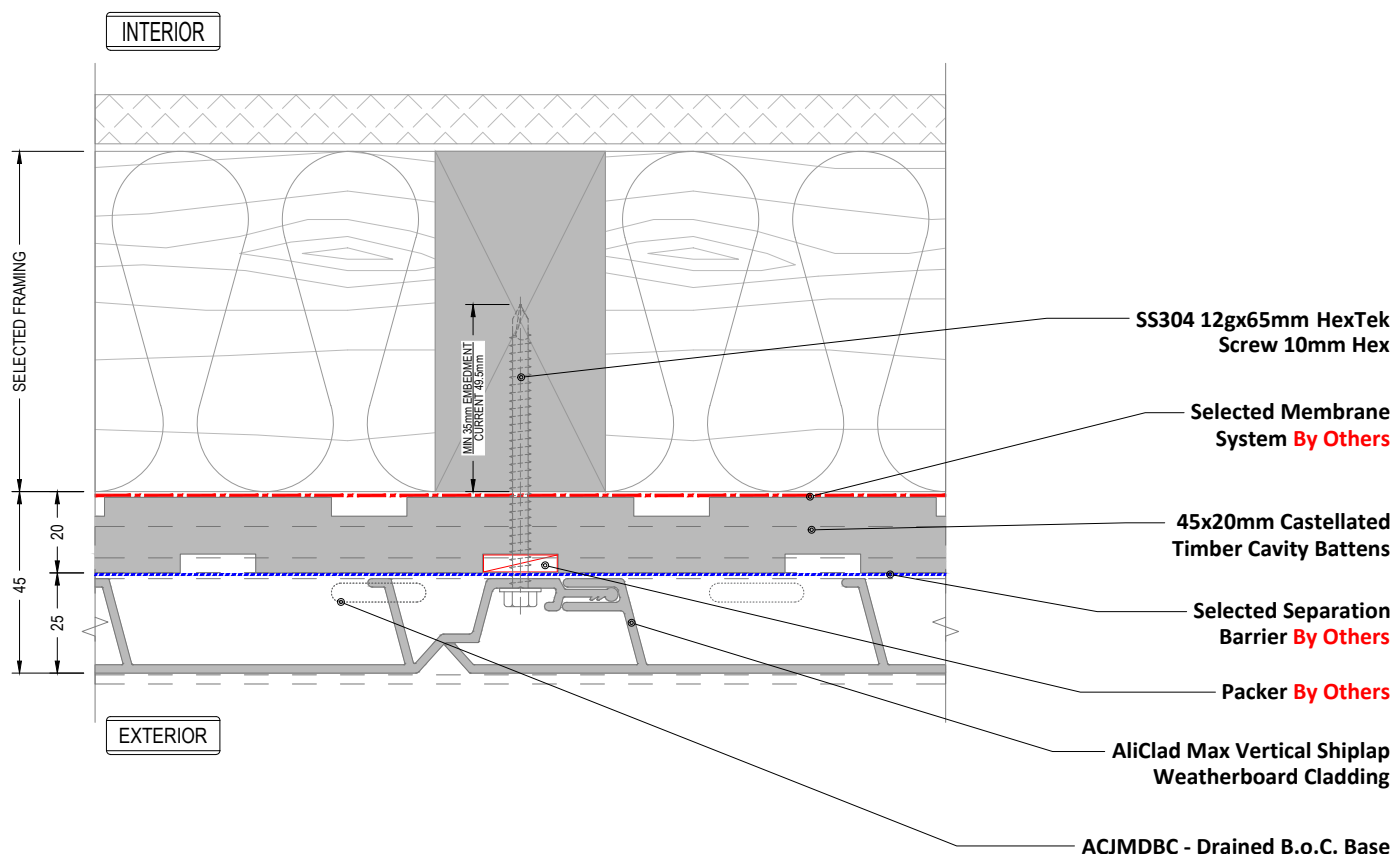 INTERIOR
SELECTED FRAMING
MIN 35mm EMBEDMENT
CURRENT 49.5mm
20
45
25
EXTERIOR
SS304 12gx65mm HexTek
Screw 10mm Hex
Selected Membrane
System By Others
45x20mm Castellated
Timber Cavity Battens
Selected Separation
Barrier By Others
Packer By Others
AliClad Max Vertical Shiplap
Weatherboard Cladding
ACJMDBC - Drained B.o.C. Base